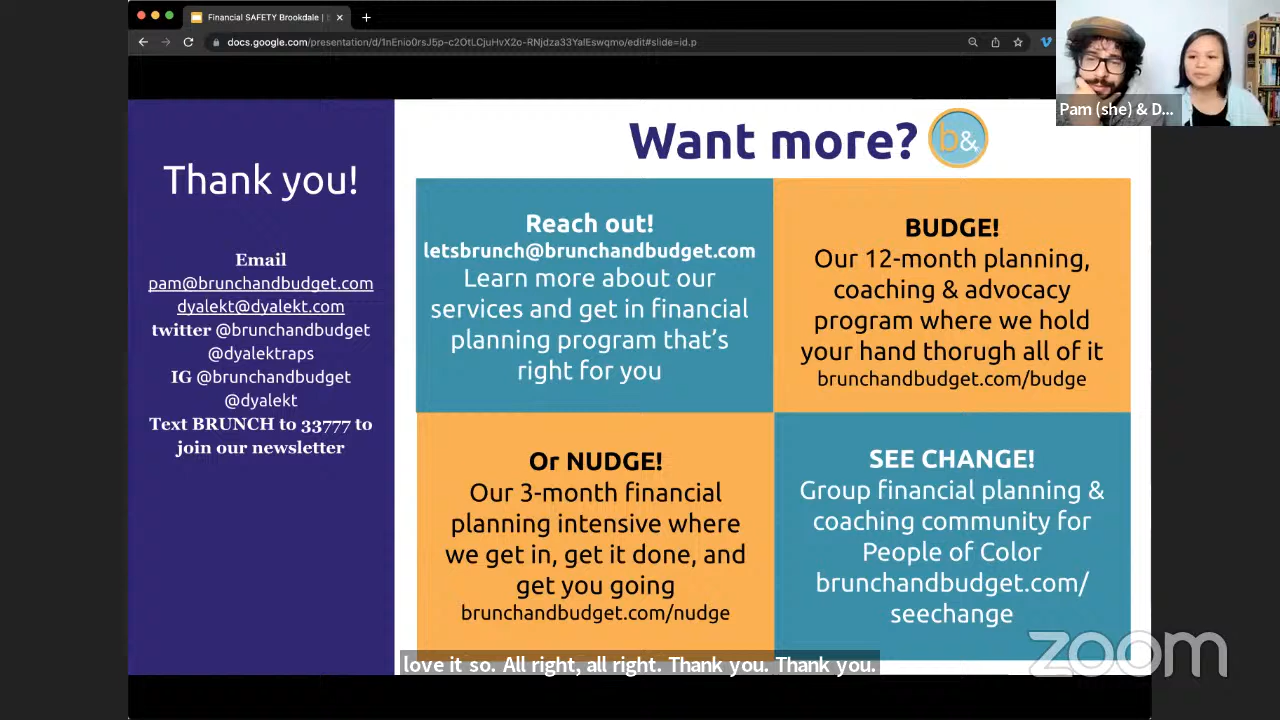 Financial SAFETY Brookdale |
docs.google.com/presentation/d/1nEnio0rsJ5p-c2OtLCjuHvX2o-RNjdza33YalEswqmo/edit#slide=id.p
Pam (she) & D...
Thank you!
Email
pam@brunchandbudget.com
dyalekt@dyalekt.com
twitter @brunchandbudget
@dyalektraps
IG @brunchandbudget
@dyalekt
Text BRUNCH to 33777 to
join our newsletter
Want more?
b&
Reach out!
letsbrunch@brunchandbudget.com
Learn more about our
services and get in financial
planning program that's
right for you
BUDGE!
Our 12-month planning,
coaching & advocacy
program where we hold
your hand thorugh all of it
brunchandbudget.com/budge
Or NUDGE!
Our 3-month financial
planning intensive where
we get in, get it done, and
get you going
brunchandbudget.com/nudge
SEE CHANGE!
Group financial planning &
coaching community for
People of Color
brunchandbudget.com/
seechange
love it so. All right, all right. Thank you. Thank you.
zoom